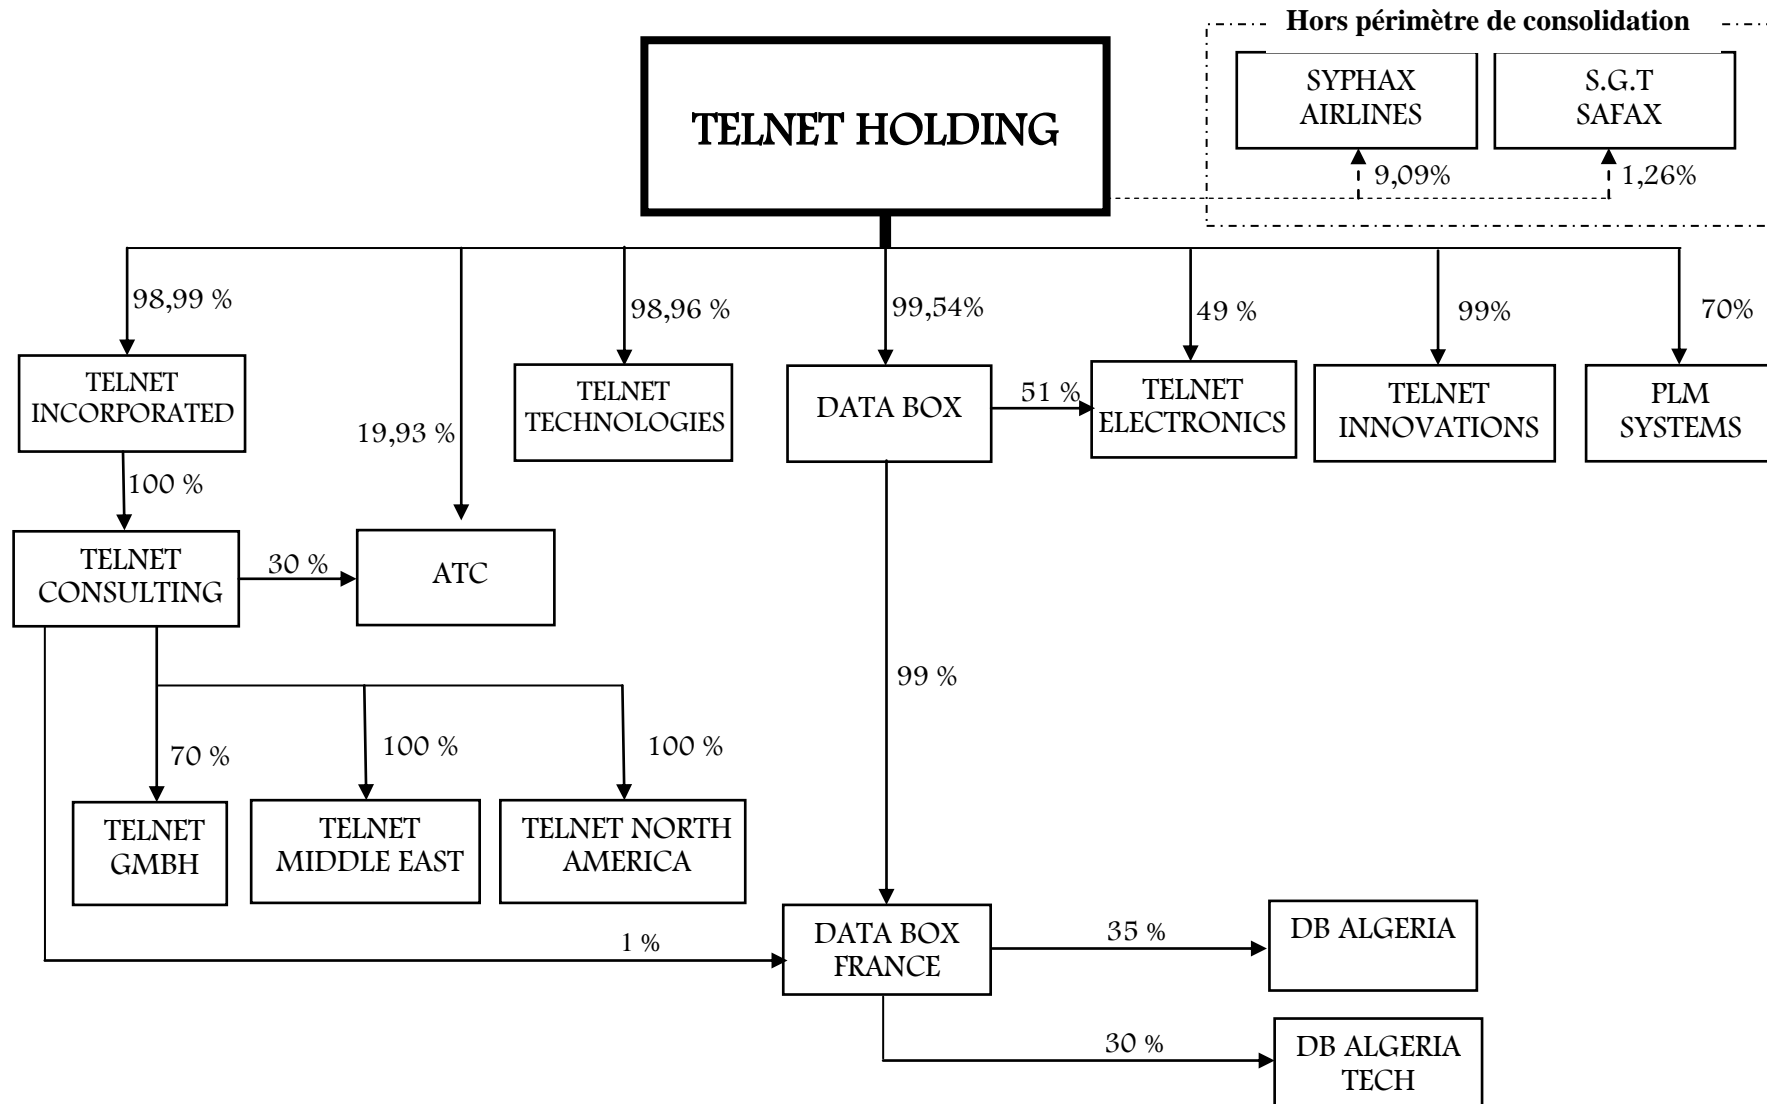 Hors périmètre de consolidation
TELNET HOLDING
SYPHAX
AIRLINES
S.G.T
SAFAX
9,09%
1,26%
98,99 %
19,93 %
98,96 %
99,54%
49 %
99%
70%
TELNET
INCORPORATED
TELNET
TECHNOLOGIES
DATA BOX
51 %
TELNET
ELECTRONICS
TELNET
INNOVATIONS
PLM
SYSTEMS
100 %
TELNET
CONSULTING
30 %
ATC
99 %
70 %
100 %
100 %
TELNET
GMBH
TELNET
MIDDLE EAST
TELNET NORTH
AMERICA
1 %
DATA BOX
FRANCE
35 %
DB ALGERIA
30 %
DB ALGERIA
TECH